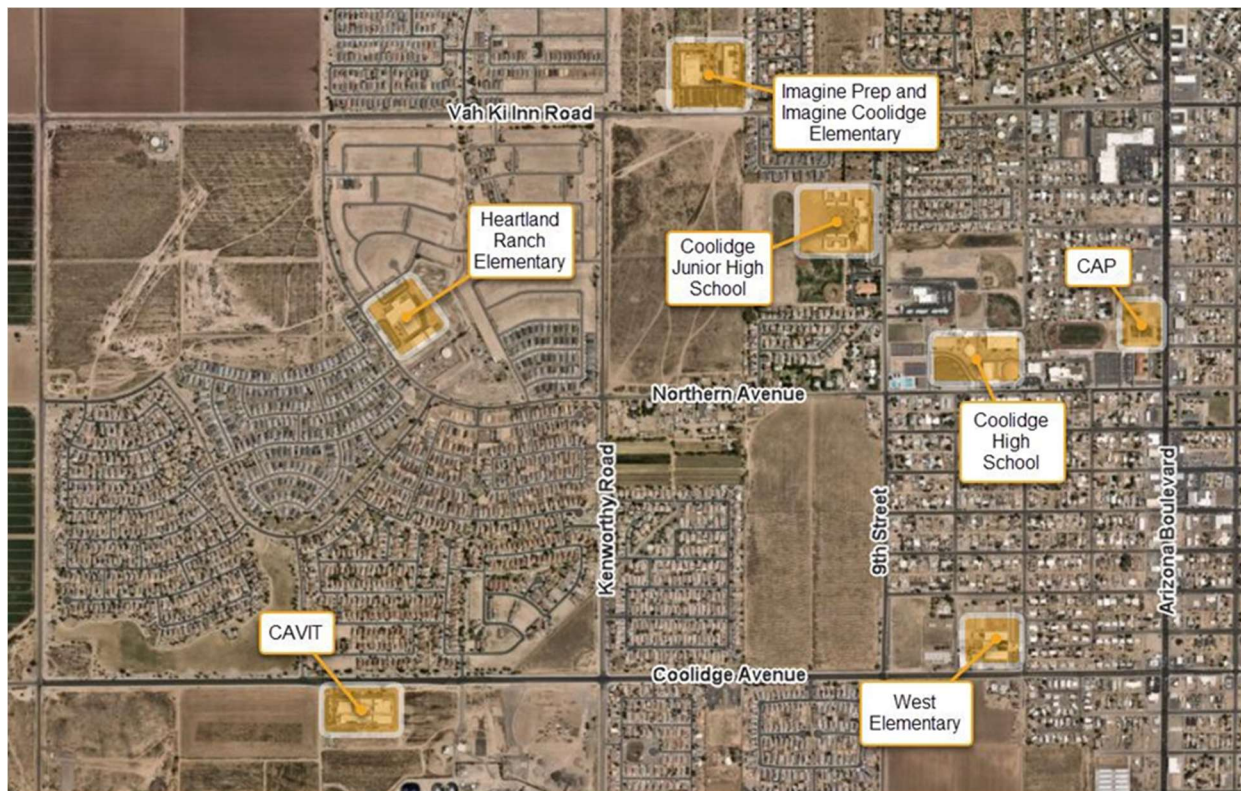 Vah Ki Inn Road
Imagine Prep and
Imagine Coolidge
Elementary
Heartland
Ranch
Elementary
Coolidge
Junior High
School
CAP
Northern Avenue
Coolidge
High
School
Kenworthy Road
9th Street
Arizona Boulevard
CAVIT
Coolidge Avenue
West
Elementary